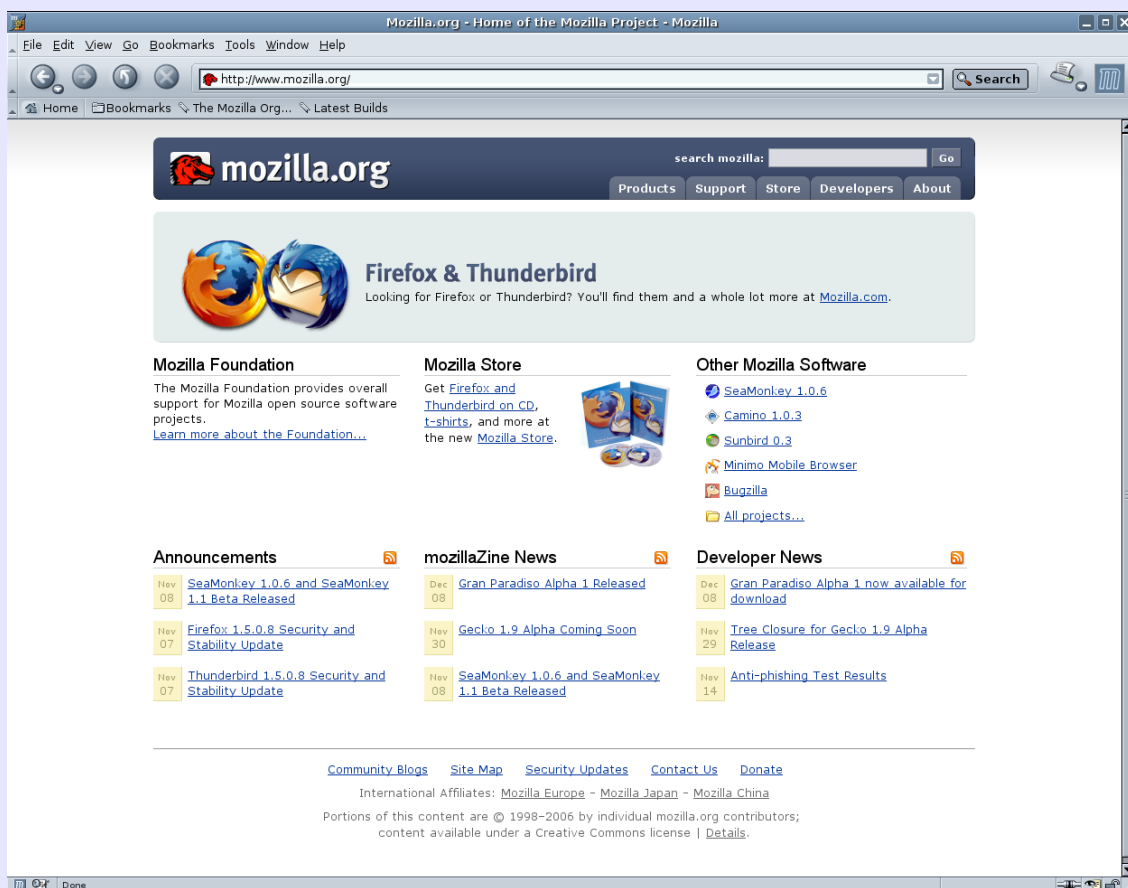 Mozilla.org - Home of the Mozilla Project - Mozilla
File Edit View Go Bookmarks Tools Window Help
http://www.mozilla.org/
Search
Home Bookmarks The Mozilla Org... Latest Builds
mozilla.org
search mozilla: Go
Products Support Store Developers About
Firefox & Thunderbird
Looking for Firefox or Thunderbird? You'll find them and a whole lot more at Mozilla.com.
Mozilla Foundation
The Mozilla Foundation provides overall
support for Mozilla open source software
projects.
Learn more about the Foundation...
Mozilla Store
Get Firefox and
Thunderbird on CD,
t-shirts, and more at
the new Mozilla Store.
Other Mozilla Software
SeaMonkey 1.0.6
Camino 1.0.3
Sunbird 0.3
Minimo Mobile Browser
Bugzilla
All projects...
Announcements
Nov 08 SeaMonkey 1.0.6 and SeaMonkey
1.1 Beta Released
Nov 07 Firefox 1.5.0.8 Security and
Stability Update
Nov 07 Thunderbird 1.5.0.8 Security and
Stability Update
mozillaZine News
Dec 08 Gran Paradiso Alpha 1 Released
Nov 30 Gecko 1.9 Alpha Coming Soon
Nov 08 SeaMonkey 1.0.6 and SeaMonkey
1.1 Beta Released
Developer News
Dec 08 Gran Paradiso Alpha 1 now available for
download
Nov 29 Tree Closure for Gecko 1.9 Alpha
Release
Nov 14 Anti-phishing Test Results
Community Blogs Site Map Security Updates Contact Us Donate
International Affiliates: Mozilla Europe – Mozilla Japan – Mozilla China
Portions of this content are © 1998–2006 by individual mozilla.org contributors;
content available under a Creative Commons license | Details.
Done